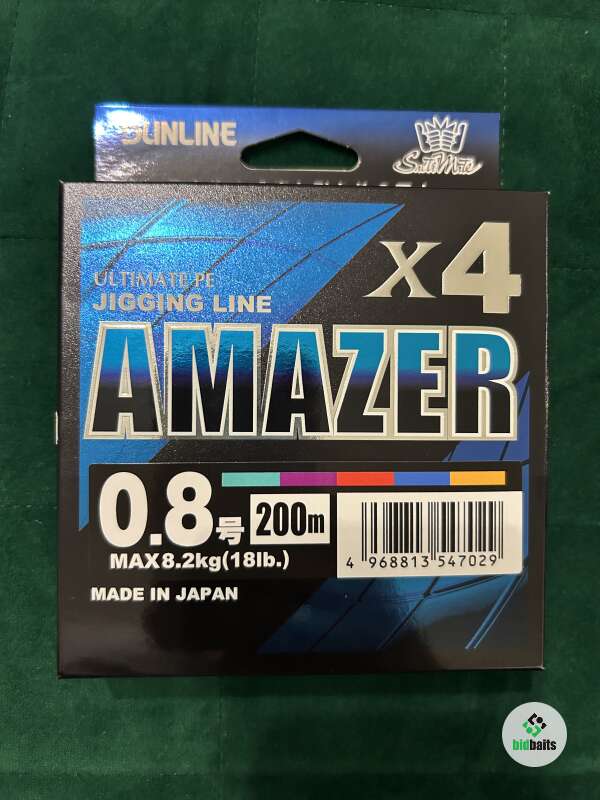 SUNLINE
SaltiMate
ULTIMATE PE
X4
JIGGING LINE
AMAZER
0.8号 200m
MAX8.2kg(18lb.)
4 968813 547029
MADE IN JAPAN
bidbaits